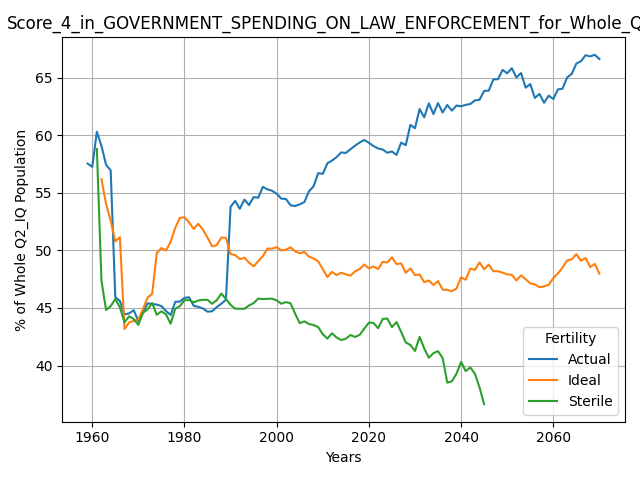 Score_4_in_GOVERNMENT_SPENDING_ON_LAW_ENFORCEMENT_for_Whole_Q
% of Whole Q2_IQ Population
65
60
55
50
45
40
1960
1980
2000
2020
2040
2060
Years
Fertility
Actual
Ideal
Sterile